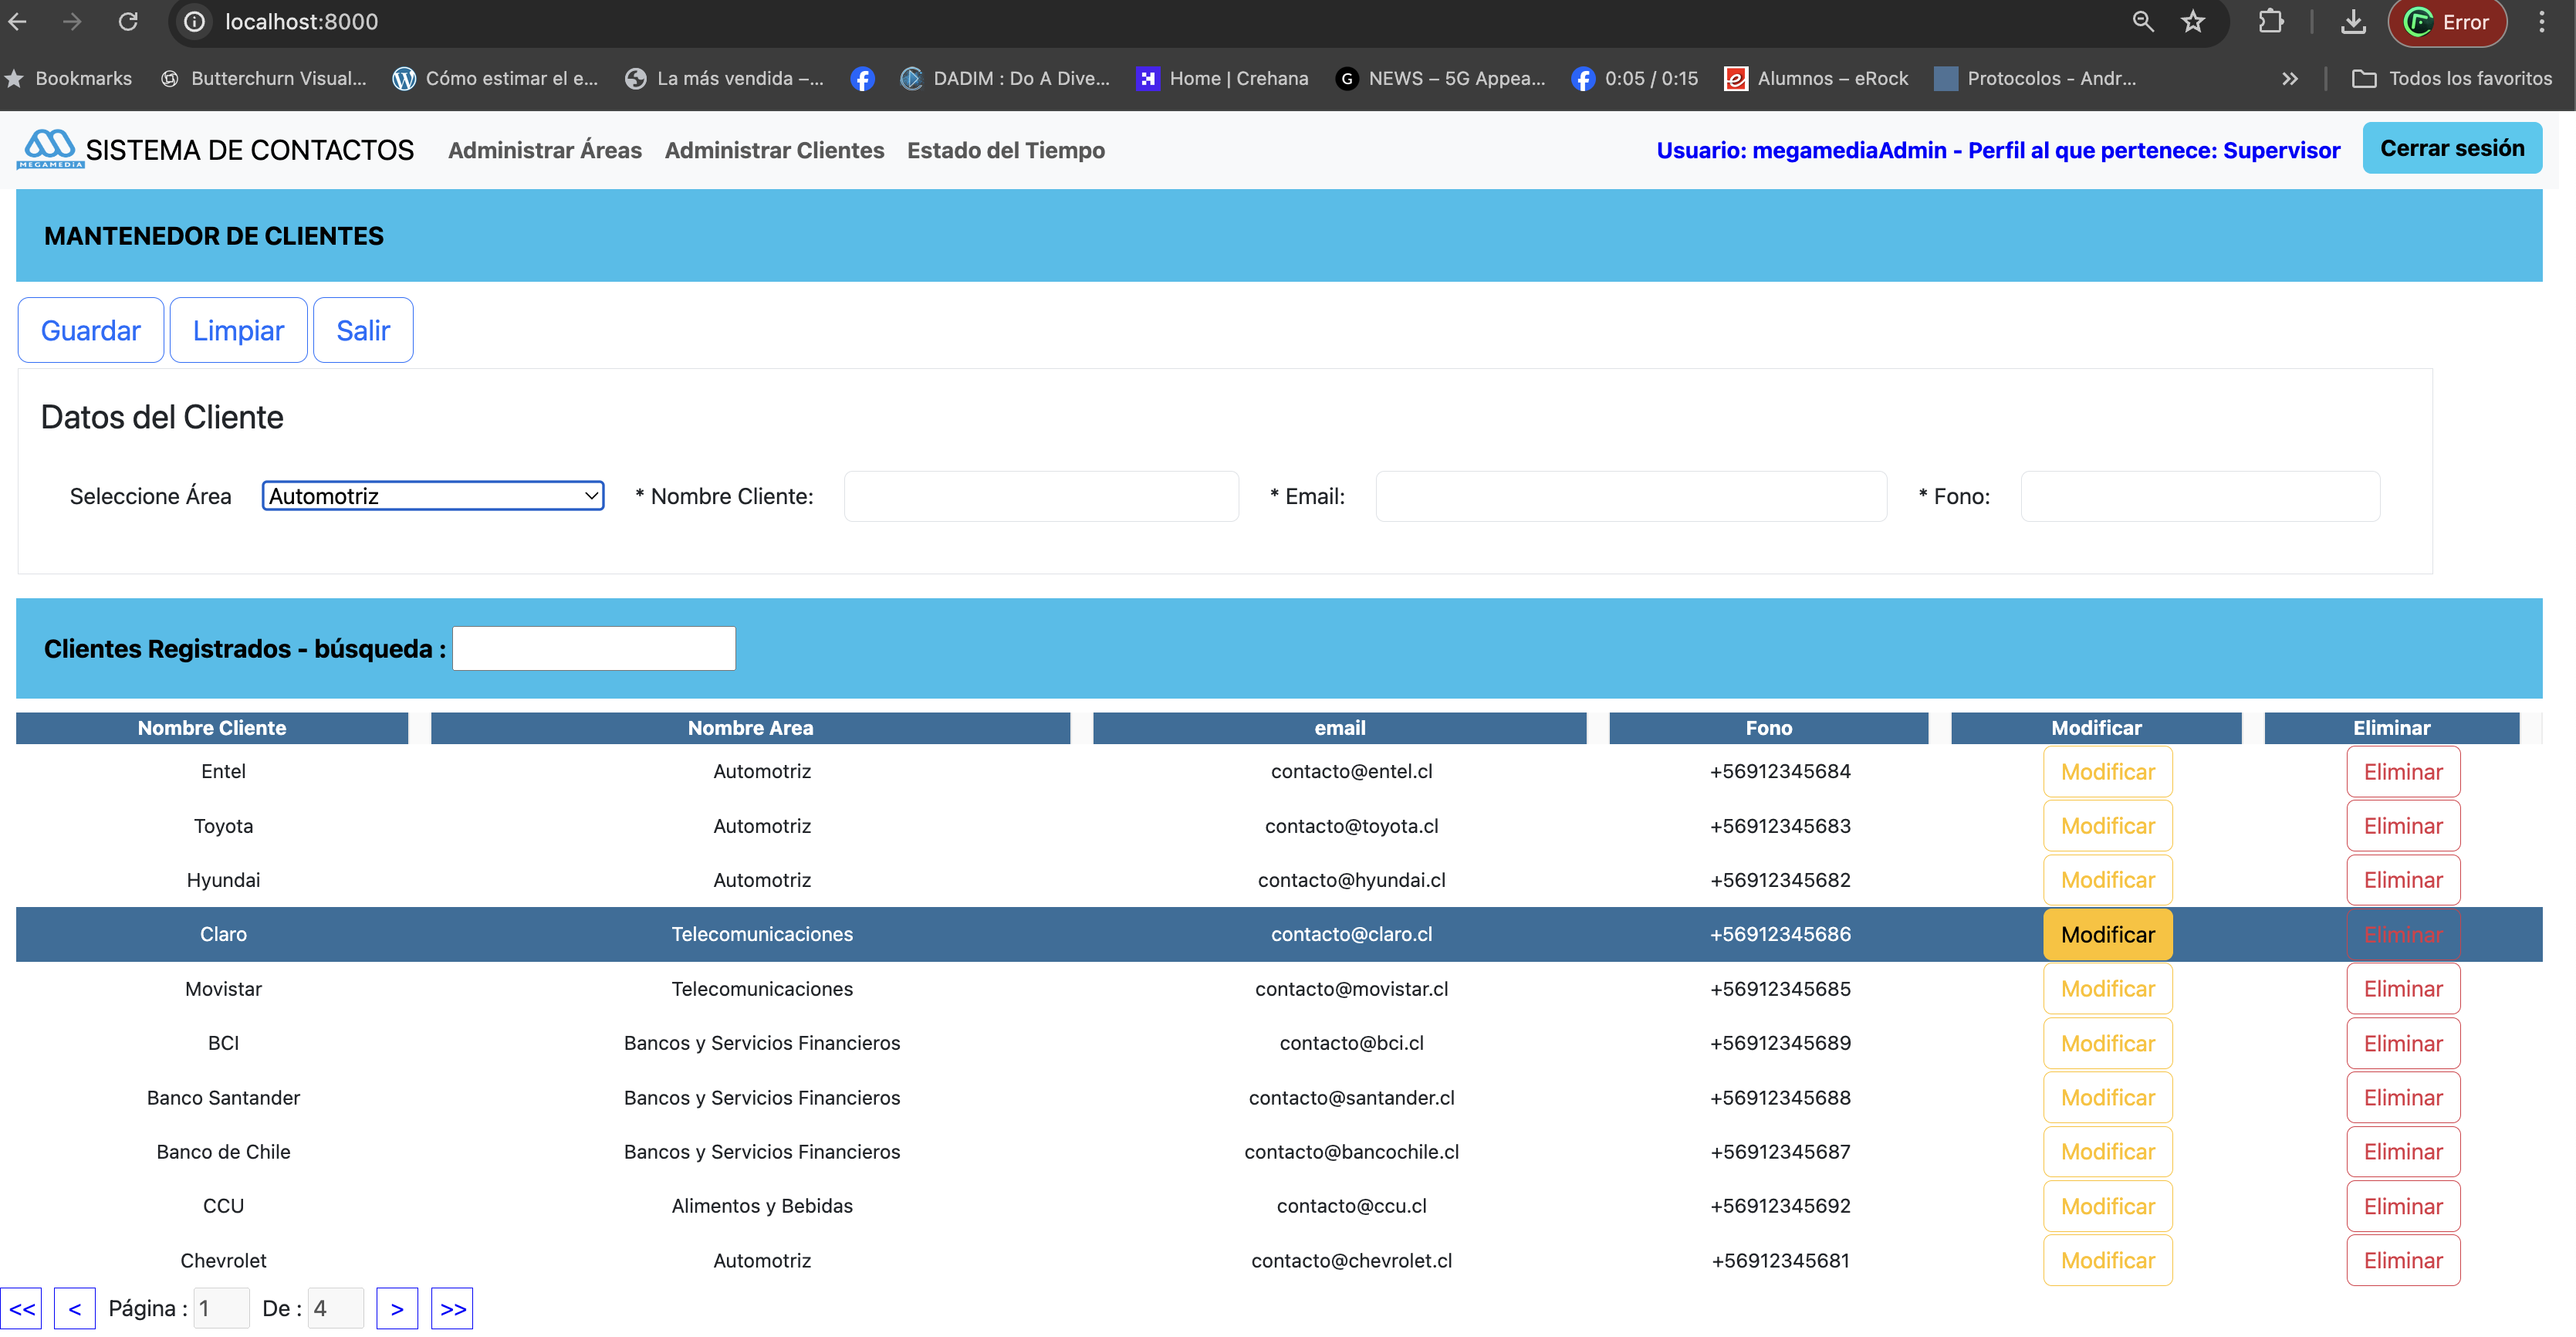 localhost:8000
Error
Bookmarks Butterchurn Visual... Cómo estimar el e... La más vendida –... DADIM : Do A Dive... Home | Crehana NEWS – 5G Appea... 0:05 / 0:15 Alumnos – eRock Protocolos - Andr... » Todos los favoritos
MEGAMEDIA SISTEMA DE CONTACTOS Administrar Áreas Administrar Clientes Estado del Tiempo Usuario: megamediaAdmin - Perfil al que pertenece: Supervisor Cerrar sesión
MANTENEDOR DE CLIENTES
Guardar Limpiar Salir
Datos del Cliente
Seleccione Área Automotriz * Nombre Cliente: * Email: * Fono:
Clientes Registrados - búsqueda :
Nombre Cliente Nombre Area email Fono Modificar Eliminar
Entel Automotriz contacto@entel.cl +56912345684 Modificar Eliminar
Toyota Automotriz contacto@toyota.cl +56912345683 Modificar Eliminar
Hyundai Automotriz contacto@hyundai.cl +56912345682 Modificar Eliminar
Claro Telecomunicaciones contacto@claro.cl +56912345686 Modificar Eliminar
Movistar Telecomunicaciones contacto@movistar.cl +56912345685 Modificar Eliminar
BCI Bancos y Servicios Financieros contacto@bci.cl +56912345689 Modificar Eliminar
Banco Santander Bancos y Servicios Financieros contacto@santander.cl +56912345688 Modificar Eliminar
Banco de Chile Bancos y Servicios Financieros contacto@bancochile.cl +56912345687 Modificar Eliminar
CCU Alimentos y Bebidas contacto@ccu.cl +56912345692 Modificar Eliminar
Chevrolet Automotriz contacto@chevrolet.cl +56912345681 Modificar Eliminar
<< < Página : 1 De : 4 > >>